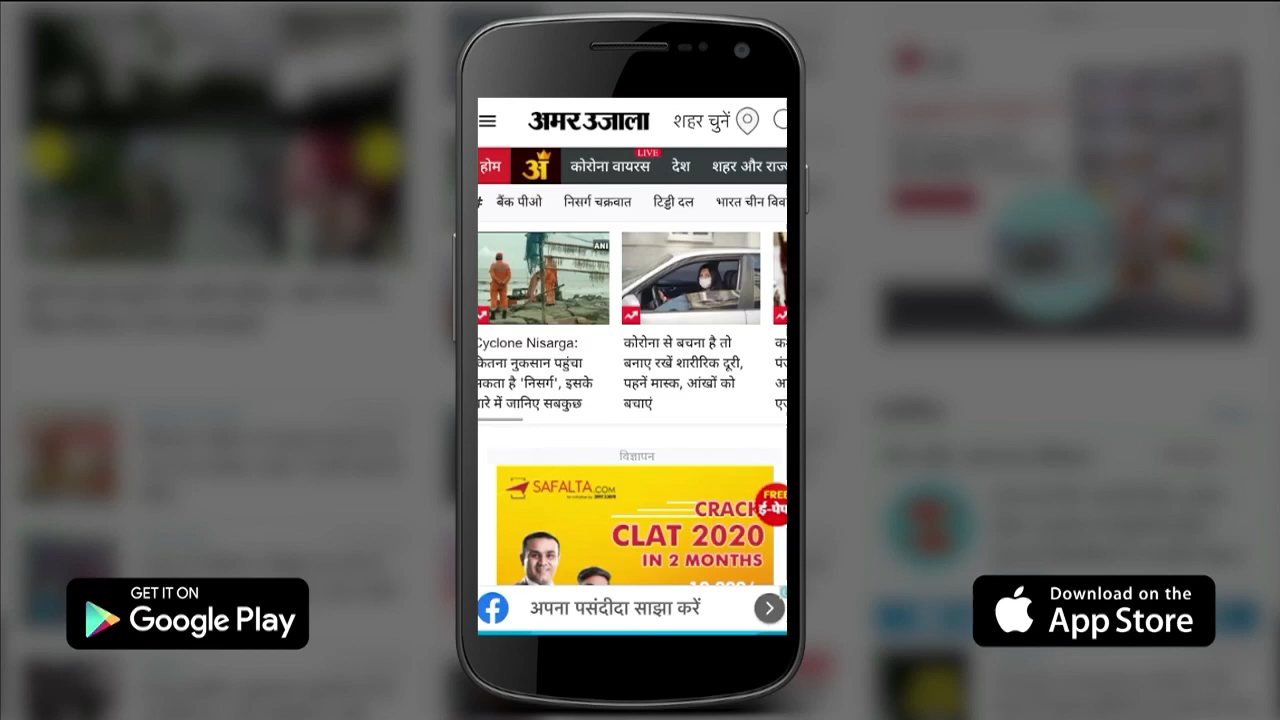 अमर उजाला
शहर चुनें
होम
अ
कोरोना वायरस
LIVE
देश
शहर और राज्
#
बैंक पीओ
निसर्ग चक्रवात
टिड्डी दल
भारत चीन विवा
ANI
Cyclone Nisarga:
कितना नुकसान पहुंचा
सकता है 'निसर्ग', इसके
बारे में जानिए सबकुछ
कोरोना से बचना है तो
बनाए रखें शारीरिक दूरी,
पहनें मास्क, आंखों को
बचाएं
विज्ञापन
SAFALTA.COM
CRACK
CLAT 2020
IN 2 MONTHS
FREE
ई-पेप
अपना पसंदीदा साझा करें
GET IT ON
Google Play
Download on the
App Store